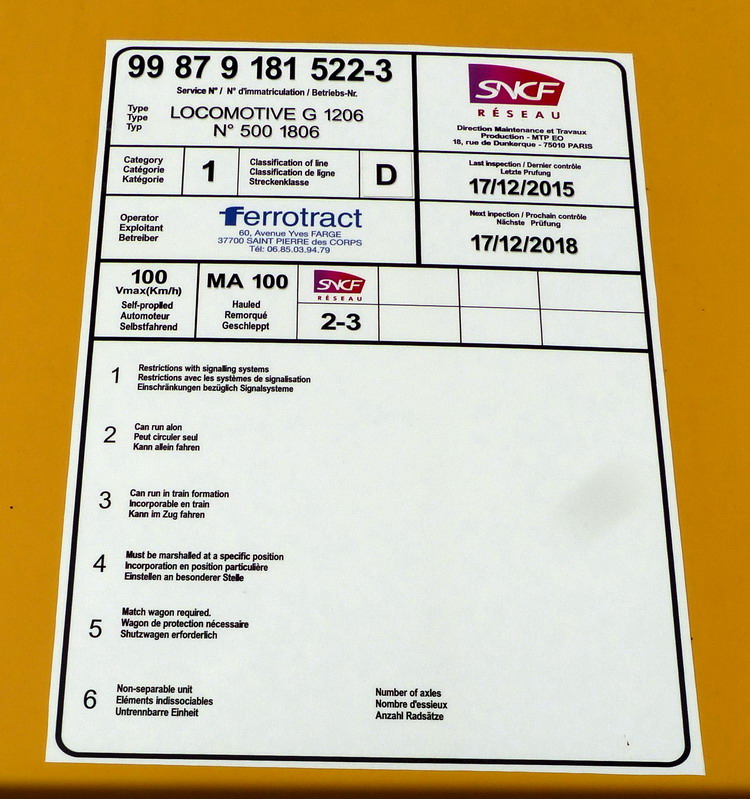 99 87 9 181 522-3
Service N° / N° d'immatriculation / Betriebs-Nr.
Type
Type
Typ
LOCOMOTIVE G 1206
N° 500 1806
SNCF
RÉSEAU
Direction Maintenance et Travaux
Production - MTP EO
18, rue de Dunkerque - 75010 PARIS
Category
Catégorie
Katégorie
1
Classification of line
Classification de ligne
Streckenklasse
D
Last inspection / Dernier contrôle
Letzte Prufung
17/12/2015
Operator
Exploitant
Betreiber
ferrotract
60, Avenue Yves FARGE
37700 SAINT PIERRE des CORPS
Tél: 06.85.03.94.79
Next inpection / Prochain contrôle
Nächste Prüfung
17/12/2018
100
Vmax(Km/h)
Self-proplled
Automoteur
Selbstfahrend
MA 100
Hauled
Remorqué
Geschleppt
SNCF
RÉSEAU
2-3
1
Restrictions with signalling systems
Restrictions avec les systèmes de signalisation
Einschränkungen bezüglich Signalsysteme
2
Can run alon
Peut circuler seul
Kann allein fahren
3
Can run in train formation
Incorporable en train
Kann im Zug fahren
4
Must be marshalled at a specific position
Incorporation en position particulière
Einstellen an besonderer Stelle
5
Match wagon required.
Wagon de protection nécessaire
Shutzwagen erforderlich
6
Non-separable unit
Eléments indissociables
Untrennbarre Einheit
Number of axles
Nombre d'essieux
Anzahl Radsätze